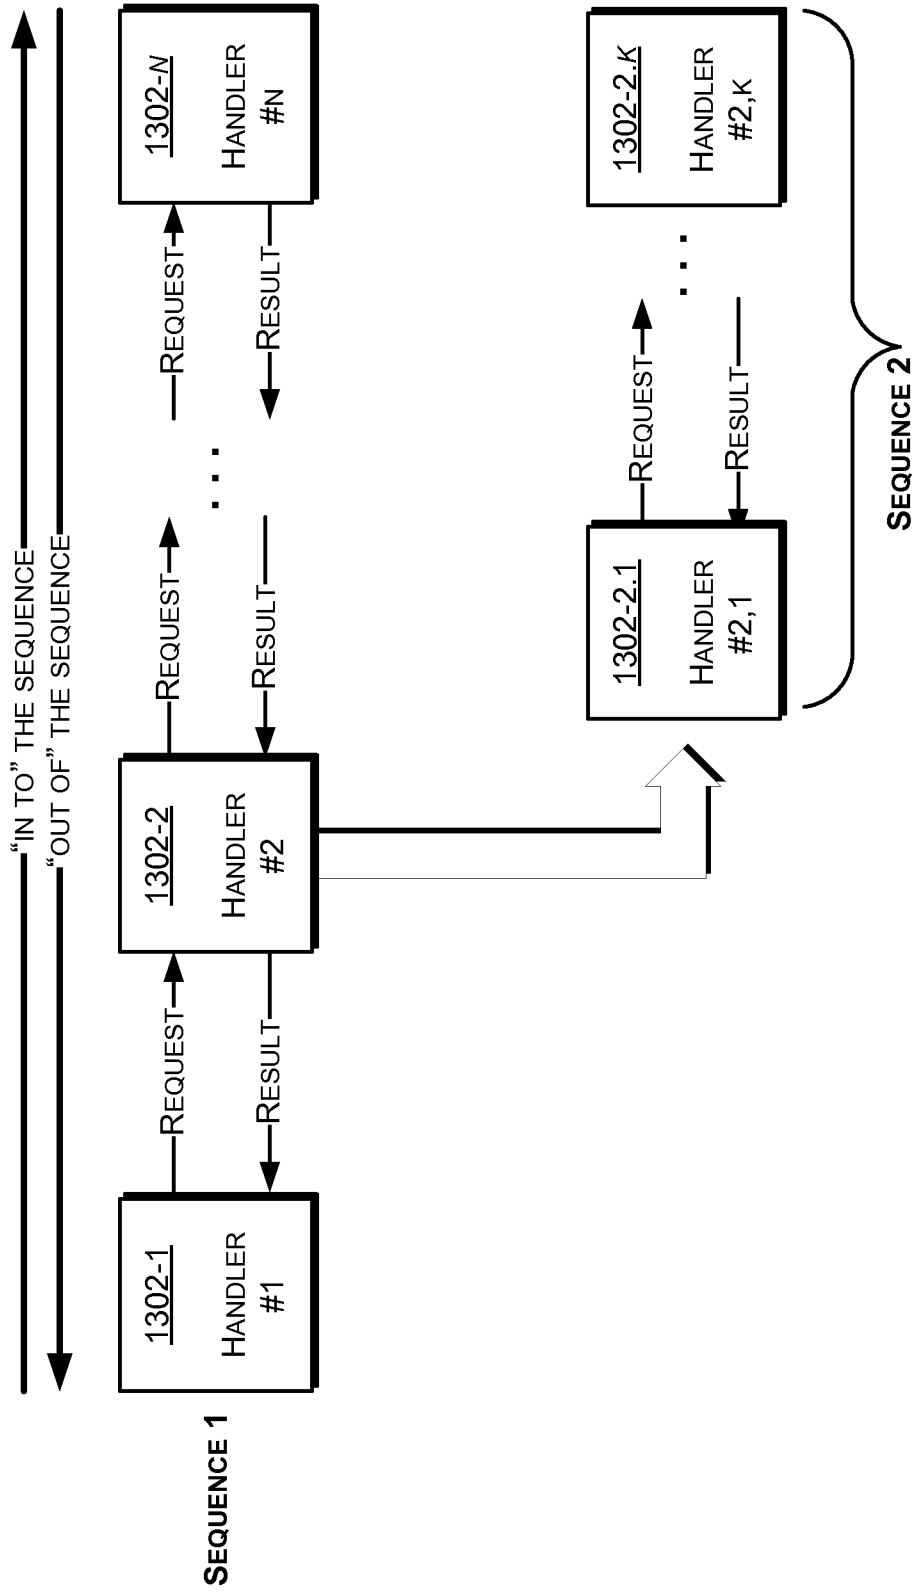 “IN TO” THE SEQUENCE
“OUT OF” THE SEQUENCE
SEQUENCE 1
1302-1
HANDLER
#1
REQUEST
RESULT
1302-2
HANDLER
#2
REQUEST
RESULT
. . .
REQUEST
RESULT
1302-N
HANDLER
#N
1302-2.1
HANDLER
#2,1
REQUEST
RESULT
. . .
1302-2.K
HANDLER
#2,K
SEQUENCE 2